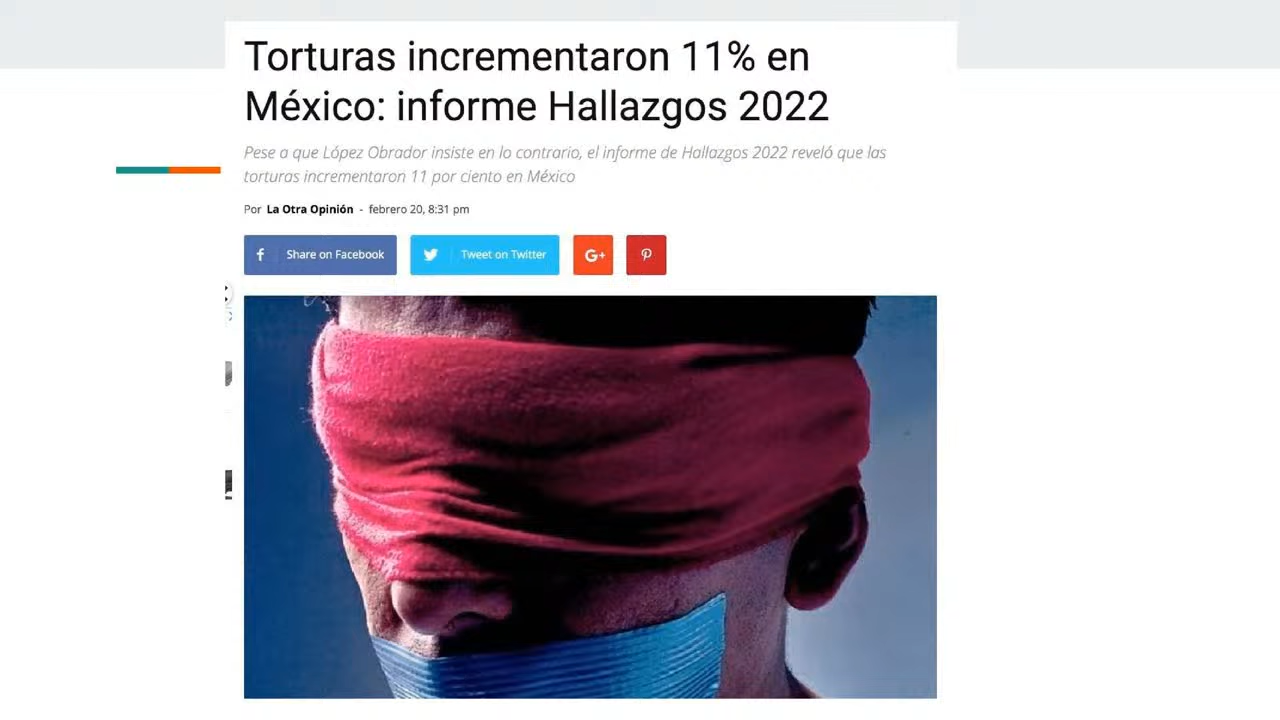 Torturas incrementaron 11% en
México: informe Hallazgos 2022
Pese a que López Obrador insiste en lo contrario, el informe de Hallazgos 2022 reveló que las
torturas incrementaron 11 por ciento en México
Por La Otra Opinión - febrero 20, 8:31 pm
f Share on Facebook Tweet on Twitter G+